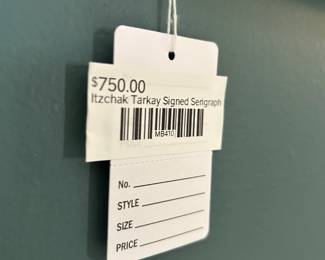 $750.00
Itzchak Tarkay Signed Serigraph
MB410
No.
STYLE
SIZE
PRICE